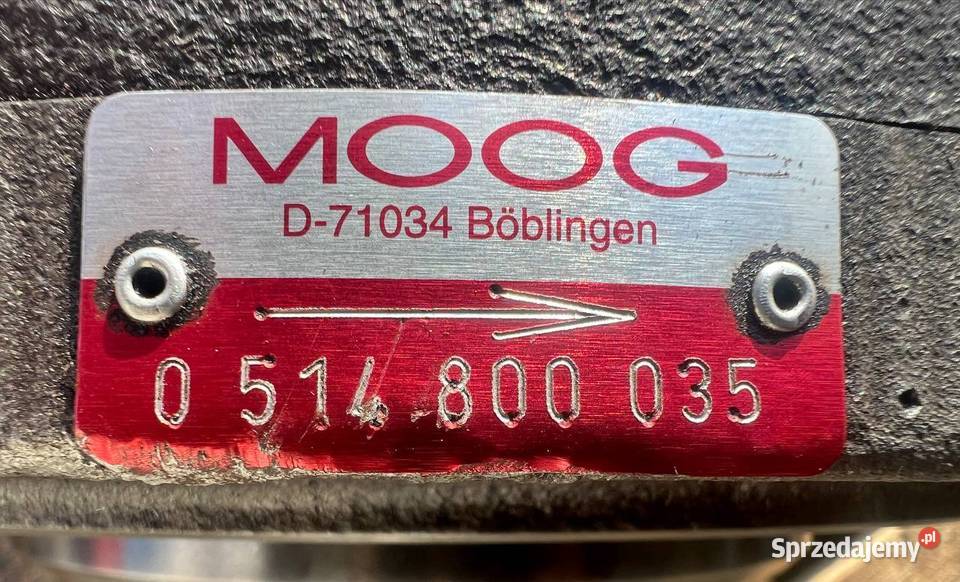 MOOG
D-71034 Böblingen
0 514 800 035
Sprzedajemy.pl